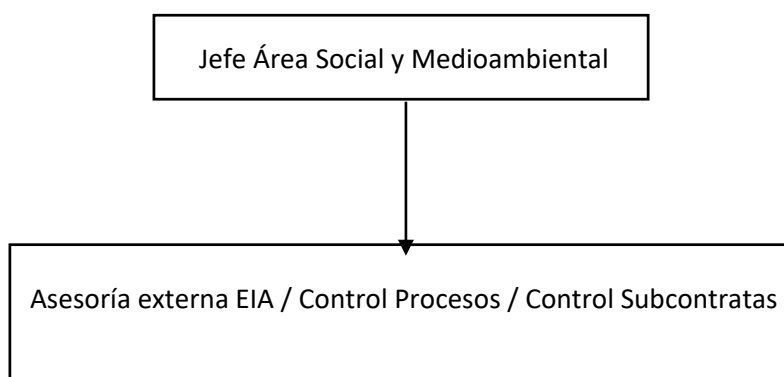 Jefe Área Social y Medioambiental
Asesoría externa EIA / Control Procesos / Control Subcontratas